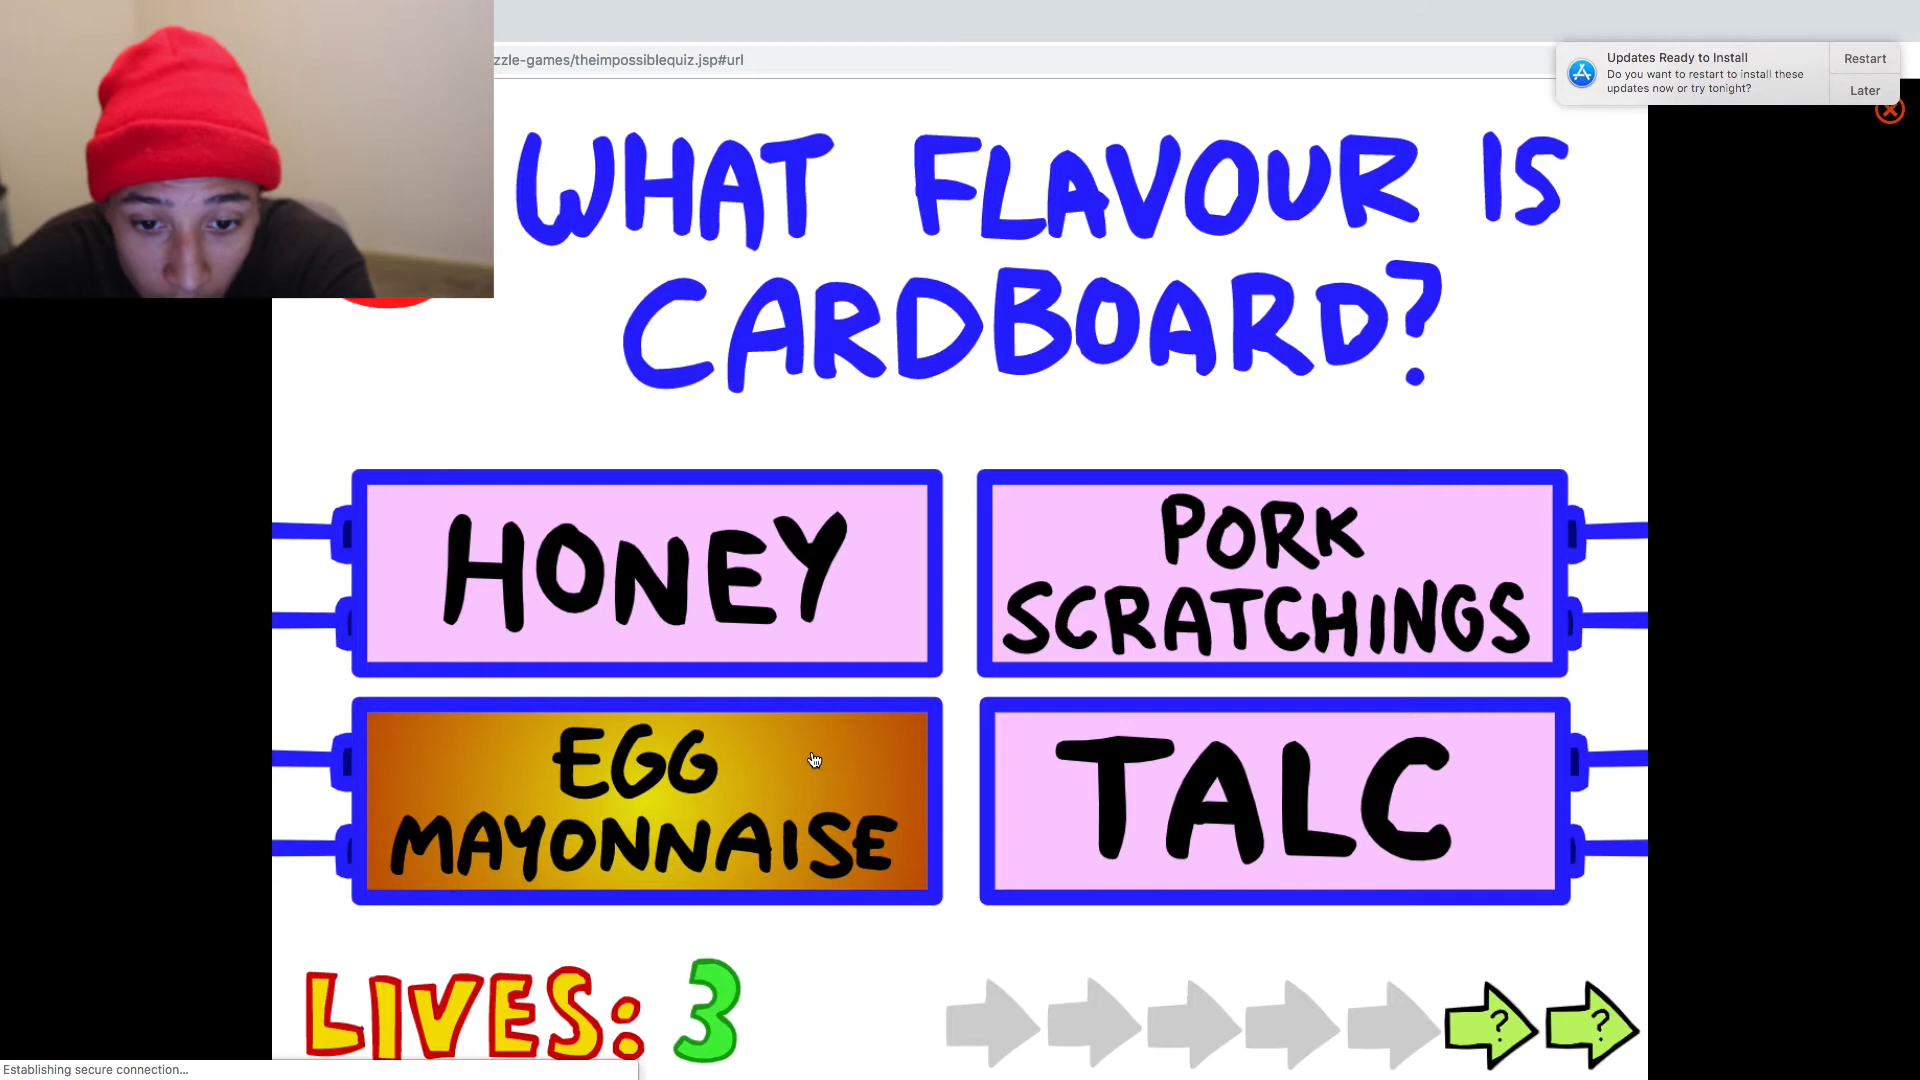 zzle-games/theimpossiblequiz.jsp#url
Updates Ready to Install
Do you want to restart to install these
updates now or try tonight?
Restart
Later
WHAT FLAVOUR IS
CARDBOARD?
HONEY
PORK
SCRATCHINGS
EGG
MAYONNAISE
TALC
LIVES: 3
? ?
Establishing secure connection...